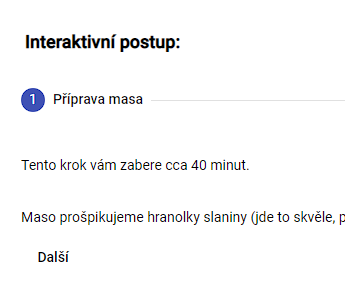 Interaktivní postup:
1 Příprava masa
Tento krok vám zabere cca 40 minut.
Maso prošpikujeme hranolky slaniny (jde to skvěle,
Další